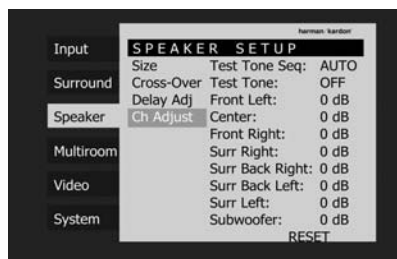 harman/kardon
Input
Surround
Speaker
Multiroom
Video
System
SPEAKER SETUP
Size
Cross-Over
Delay Adj
Ch Adjust
Test Tone Seq: AUTO
Test Tone: OFF
Front Left: 0 dB
Center: 0 dB
Front Right: 0 dB
Surr Right: 0 dB
Surr Back Right: 0 dB
Surr Back Left: 0 dB
Surr Left: 0 dB
Subwoofer: 0 dB
RESET